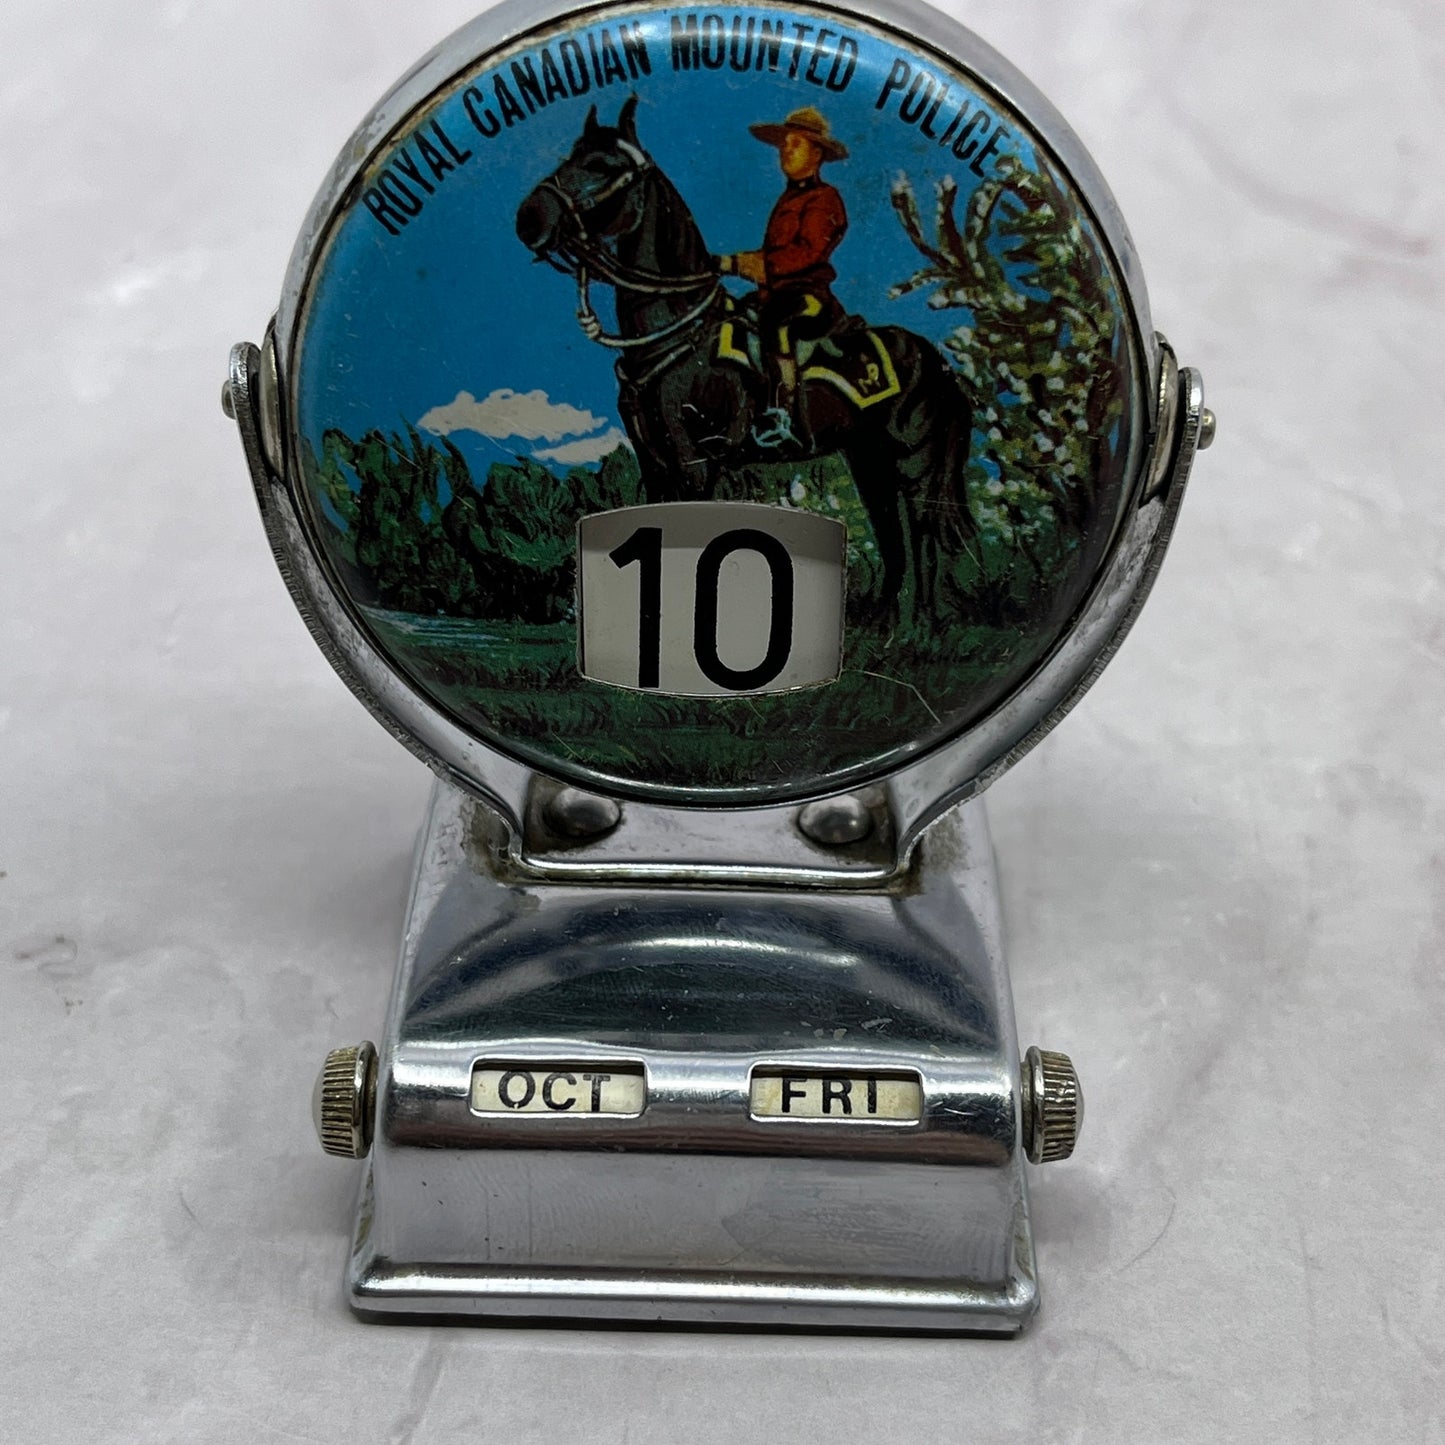 ROYAL CANADIAN MOUNTED POLICE
10
OCT FRI